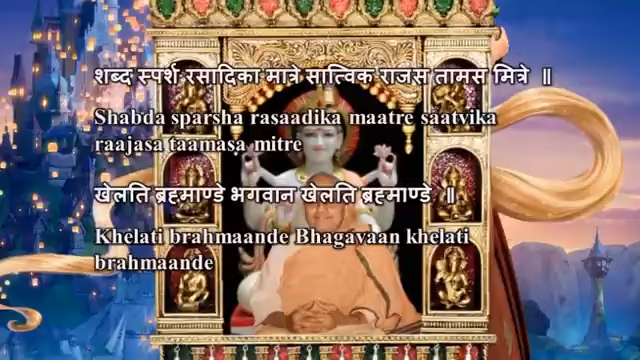 शब्द स्पर्श रसादिका मात्रे सात्विक राजस तामस मित्रे ॥
Shabda sparsha rasaadika maatre saatvika
raajasa taamasa mitre
खेलति ब्रह्माण्डे भगवान खेलति ब्रह्माण्डे ॥
Khelati brahmaande Bhagavaan khelati
brahmaande